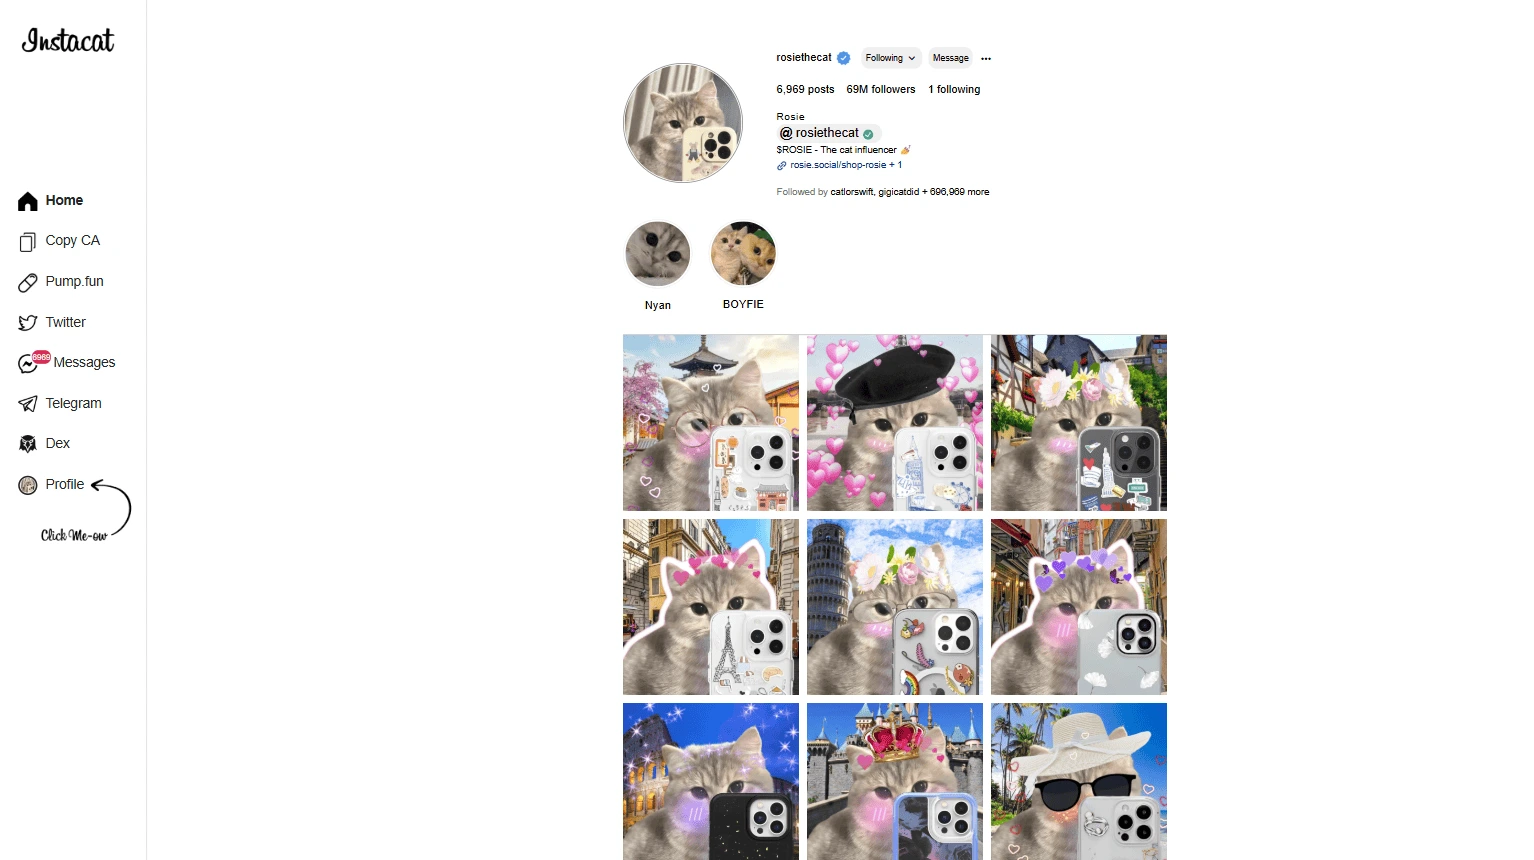 Instacat
Home
Copy CA
Pump.fun
Twitter
6969
Messages
Telegram
Dex
Profile
Click Me-ow
rosiethecat Following Message
6,969 posts 69M followers 1 following
Rosie
@ rosiethecat
$ROSIE - The cat influencer 💅
rosie.social/shop-rosie + 1
Followed by catlorswift, gigicatdid + 696,969 more
Nyan BOYFIE